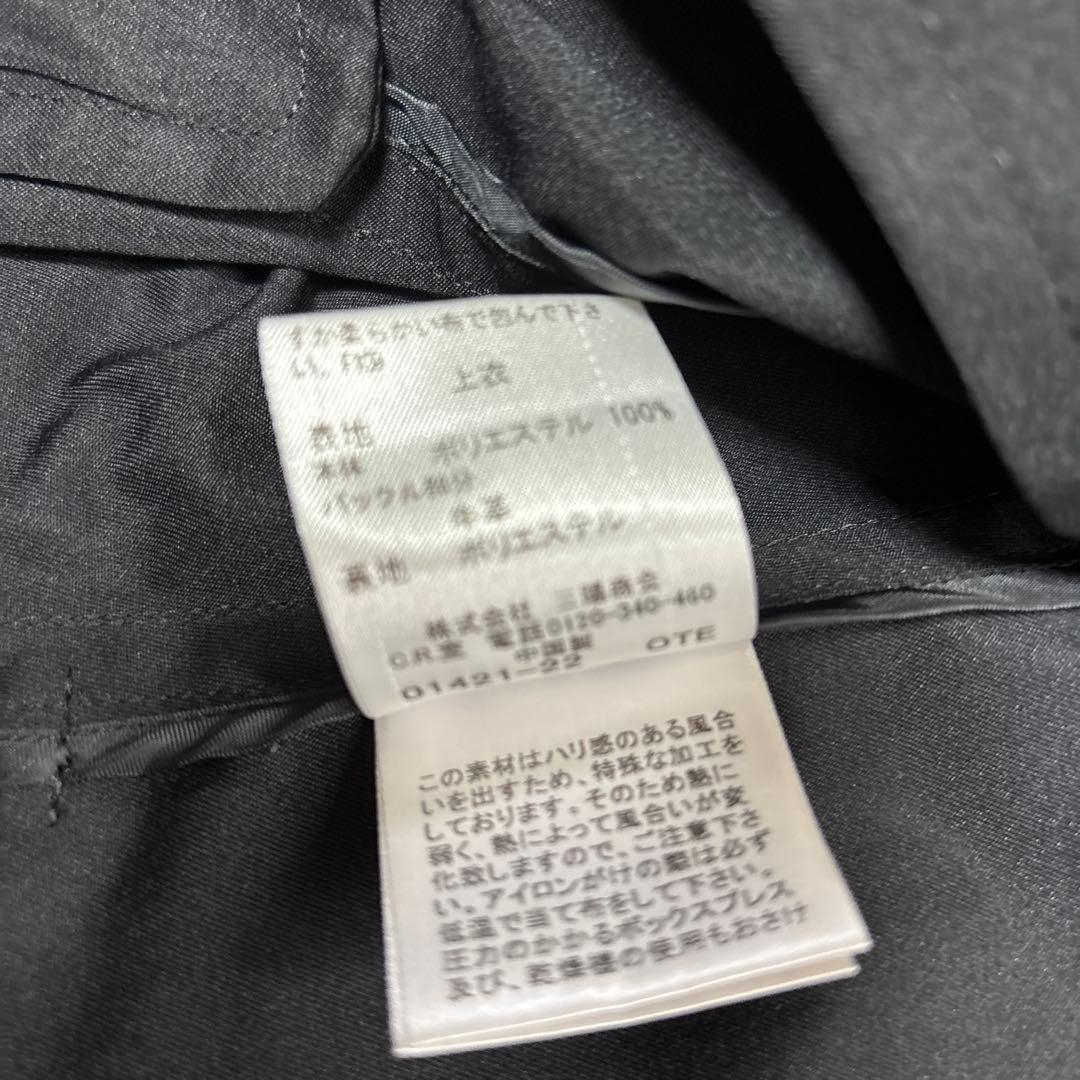 すか柔らかい布で包んで下さ
い。
上衣
表地
本体 ポリエステル 100%
バックル部分
牛革
裏地 ポリエステル
株式会社 三陽商会
C.R室 電話0120-340-460
中国製
01421-22 OTE
この素材はハリ感のある風合
いを出すため、特殊な加工を
しております。そのため熱に
弱く、熱によって風合いが変
化致しますので、ご注意下さ
い。アイロンがけの際は必ず
低温で当て布をして下さい。
圧力のかかるボックスプレス
及び、乾燥機の使用もおさけ